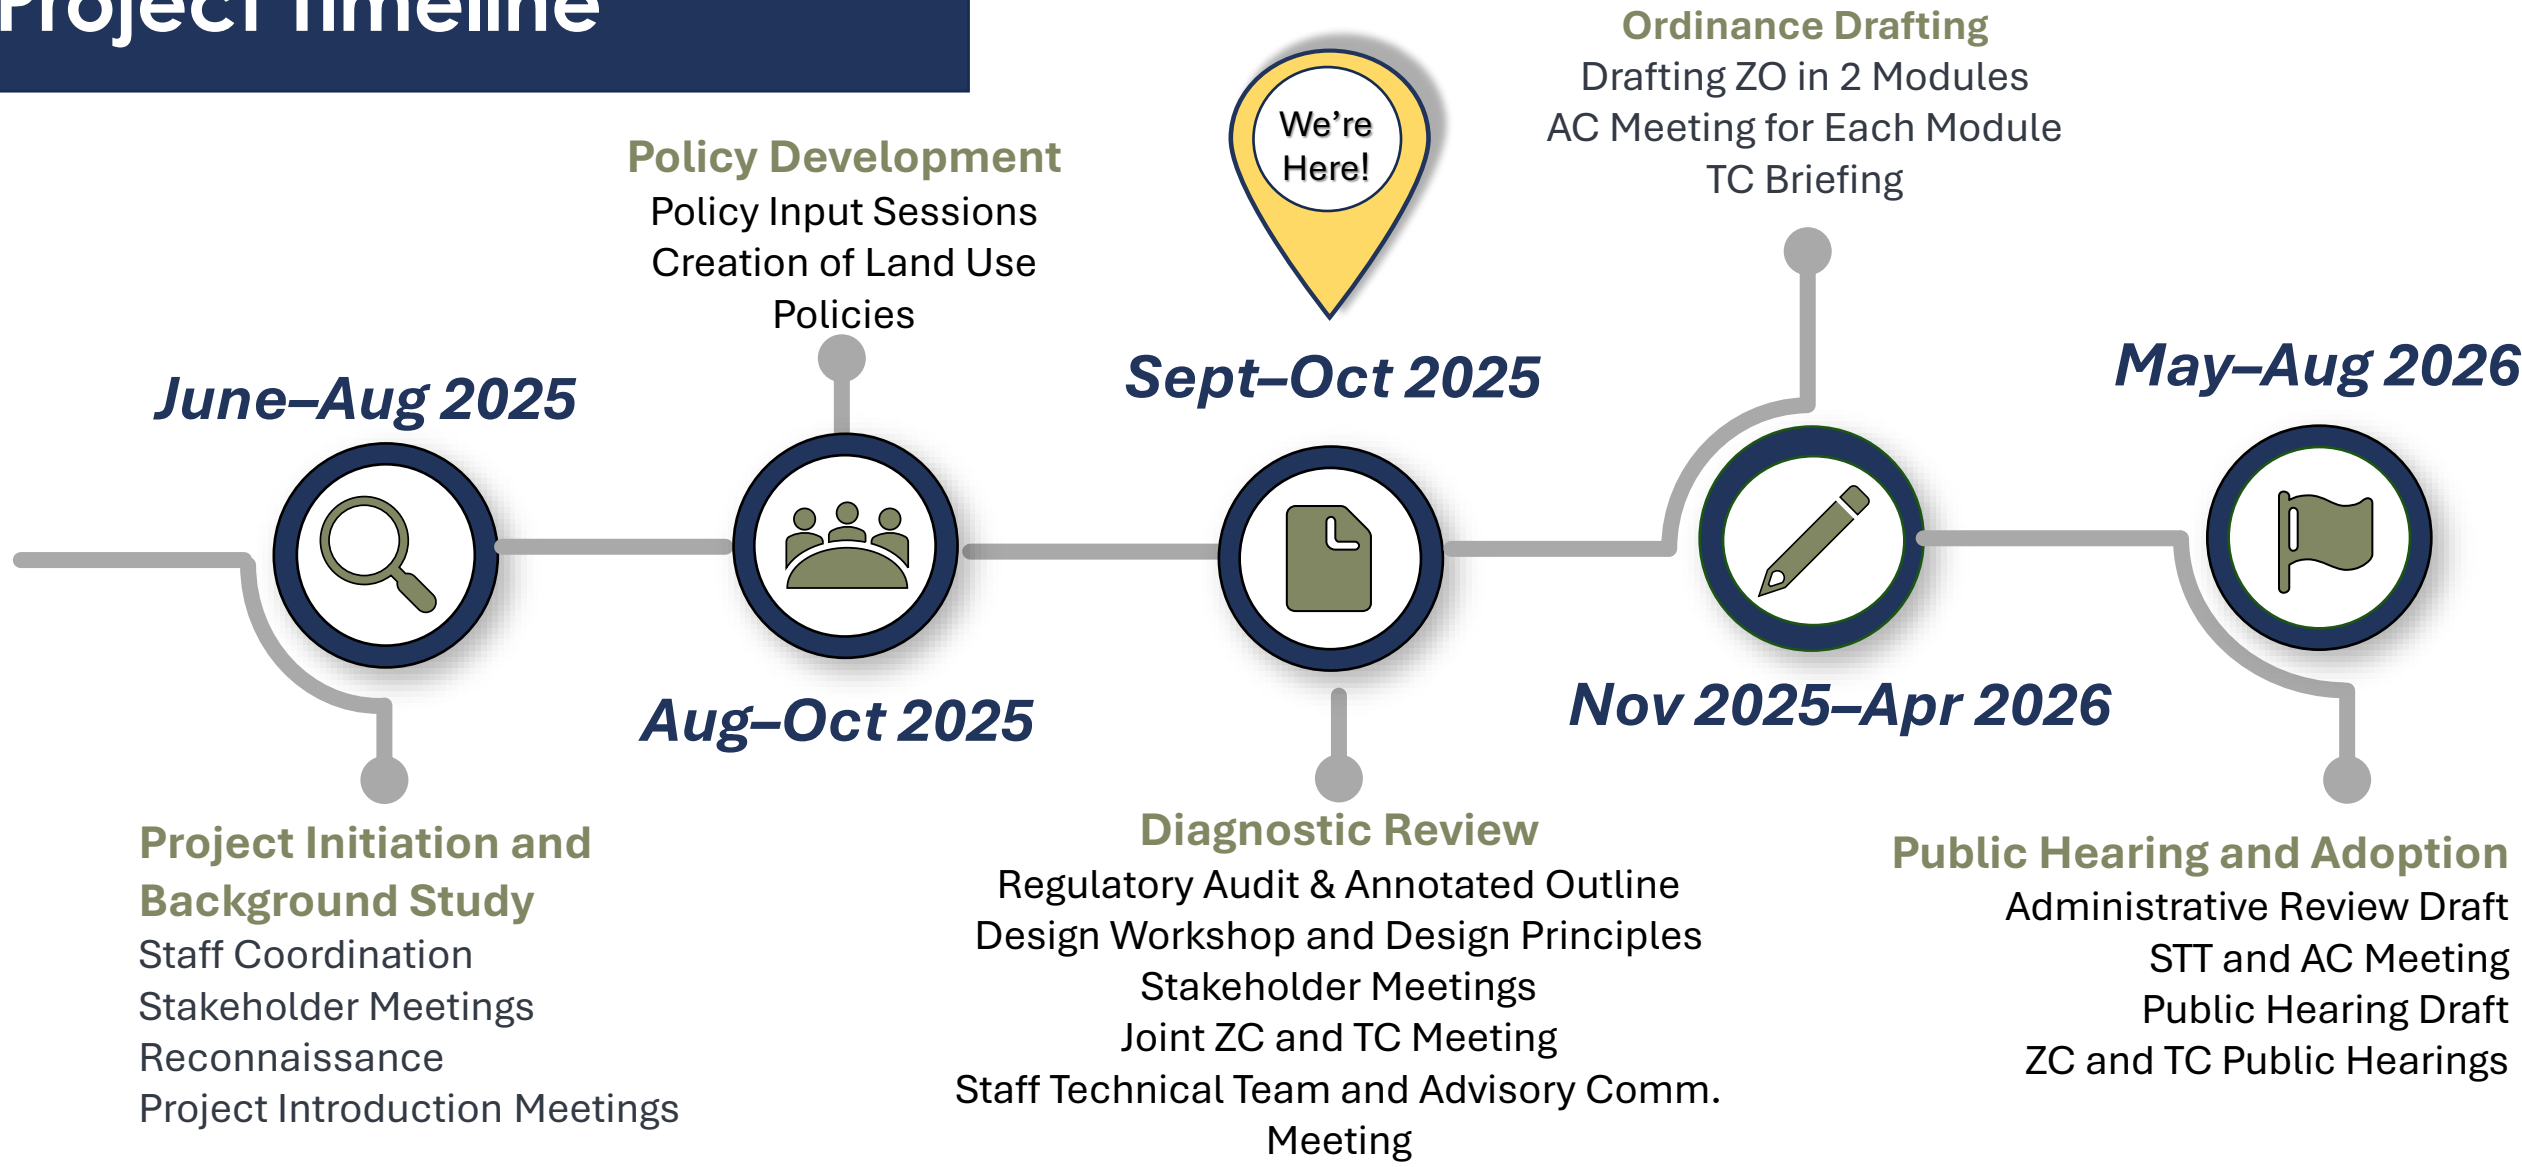 Project Timeline
June–Aug 2025
Project Initiation and
Background Study
Staff Coordination
Stakeholder Meetings
Reconnaissance
Project Introduction Meetings
Policy Development
Policy Input Sessions
Creation of Land Use
Policies
Aug–Oct 2025
We’re
Here!
Sept–Oct 2025
Diagnostic Review
Regulatory Audit & Annotated Outline
Design Workshop and Design Principles
Stakeholder Meetings
Joint ZC and TC Meeting
Staff Technical Team and Advisory Comm.
Meeting
Ordinance Drafting
Drafting ZO in 2 Modules
AC Meeting for Each Module
TC Briefing
Nov 2025–Apr 2026
May–Aug 2026
Public Hearing and Adoption
Administrative Review Draft
STT and AC Meeting
Public Hearing Draft
ZC and TC Public Hearings